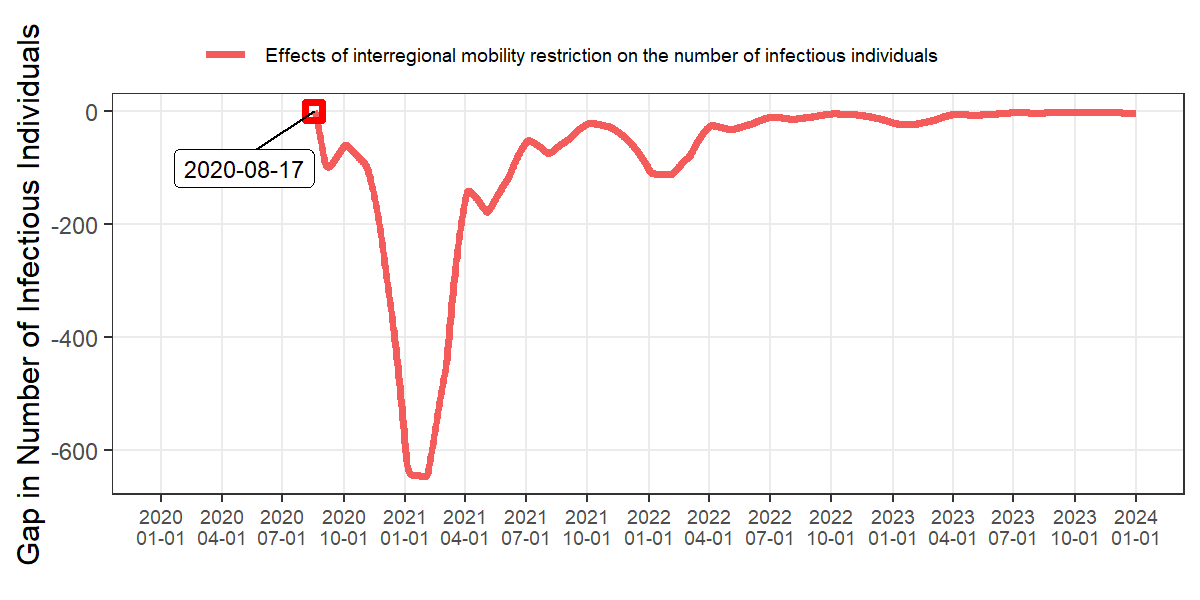 Effects of interregional mobility restriction on the number of infectious individuals
Gap in Number of Infectious Individuals
0
-200
-400
-600
2020-08-17
2020 2020 2020 2020 2021 2021 2021 2021 2022 2022 2022 2022 2023 2023 2023 2023 2024
01-01 04-01 07-01 10-01 01-01 04-01 07-01 10-01 01-01 04-01 07-01 10-01 01-01 04-01 07-01 10-01 01-01